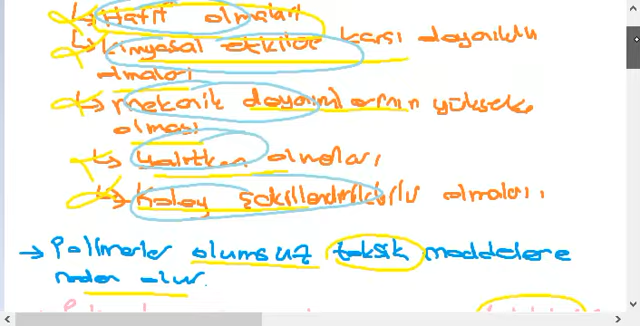 ↳ Hafif olmaları
↳ Kimyasal etkilere karşı dayanıklı
olmaları
↳ mekanik dayanımlarının yüksek
olması
↳ Yalıtkan olmaları
→ Kolay şekillendirilebilir olmaları,
→ Polimerler olumsuz toksik maddelere
neden olur.